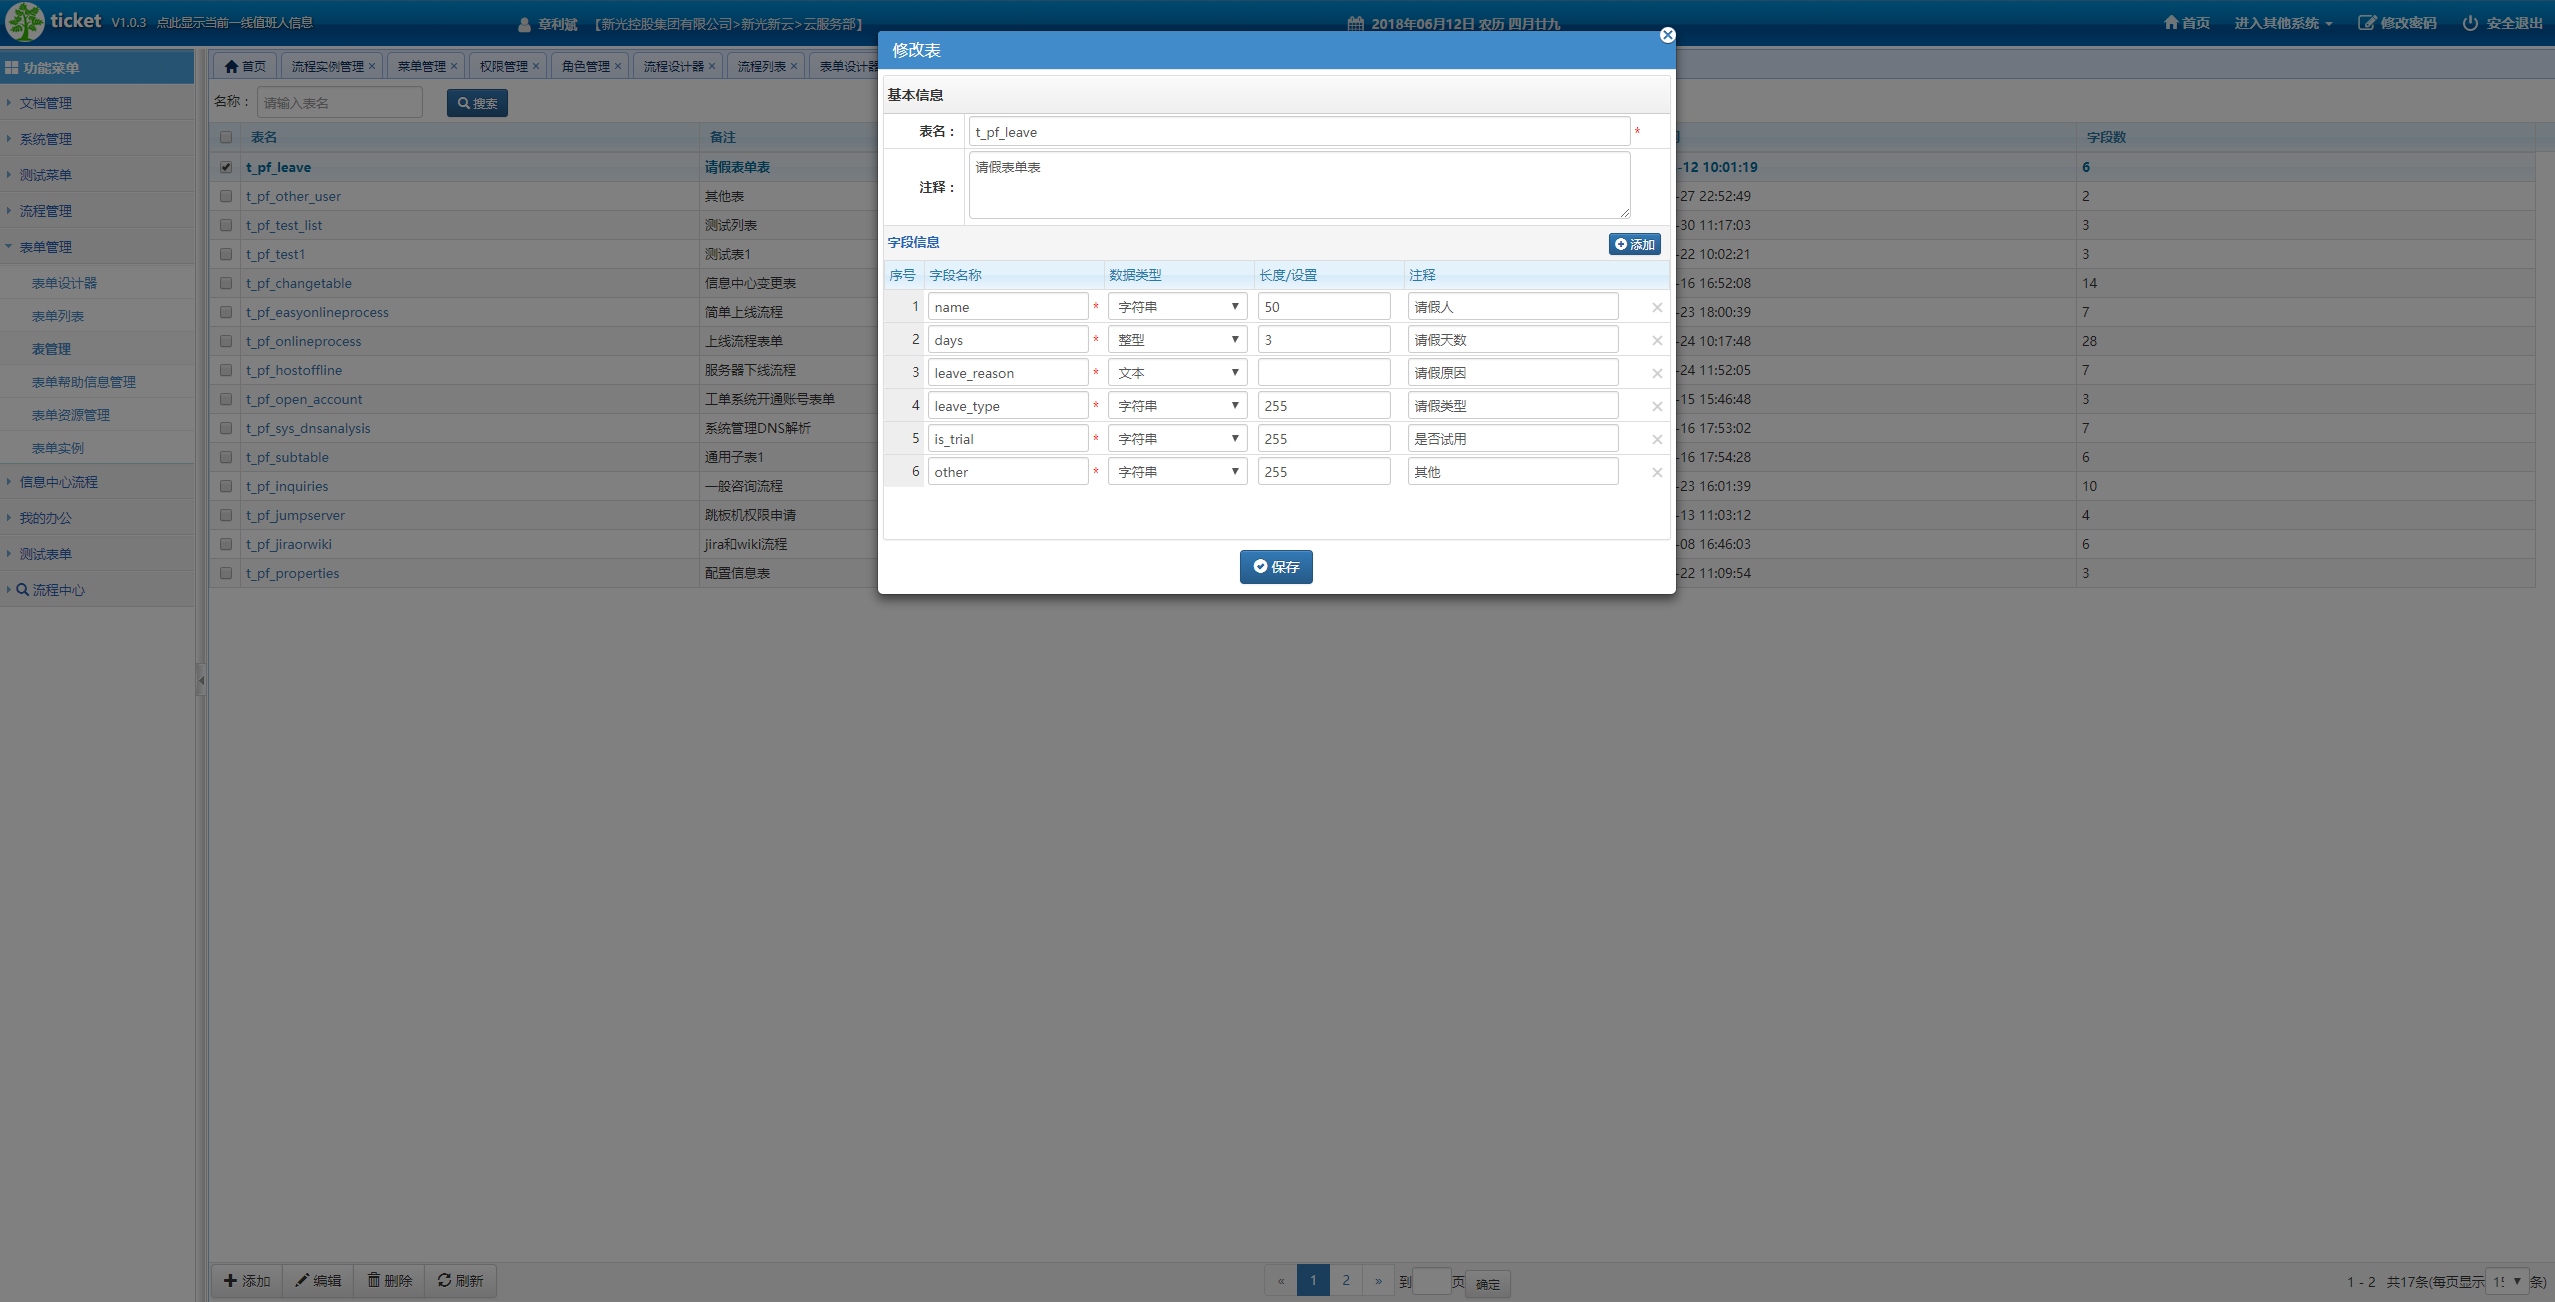 ticket V1.0.3 点此显示当前一线值班人信息 章利斌 【新光控股集团有限公司>新光新云>云服务部】 2018年06月12日 农历 四月廿九 首页 进入其他系统 修改密码 安全退出
功能菜单
文档管理
系统管理
测试菜单
流程管理
表单管理
表单设计器
表单列表
表管理
表单帮助信息管理
表单资源管理
表单实例
信息中心流程
我的办公
测试表单
流程中心
首页 流程实例管理 × 菜单管理 × 权限管理 × 角色管理 × 流程设计器 × 流程列表 × 表单设计器
名称： 请输入表名 搜索
表名 备注 字段数
t_pf_leave 请假表单表 -12 10:01:19 6
t_pf_other_user 其他表 -27 22:52:49 2
t_pf_test_list 测试列表 -30 11:17:03 3
t_pf_test1 测试表1 -22 10:02:21 3
t_pf_changetable 信息中心变更表 -16 16:52:08 14
t_pf_easyonlineprocess 简单上线流程 -23 18:00:39 7
t_pf_onlineprocess 上线流程表单 -24 10:17:48 28
t_pf_hostoffline 服务器下线流程 -24 11:52:05 7
t_pf_open_account 工单系统开通账号表单 -15 15:46:48 3
t_pf_sys_dnsanalysis 系统管理DNS解析 -16 17:53:02 7
t_pf_subtable 通用子表1 -16 17:54:28 6
t_pf_inquiries 一般咨询流程 -23 16:01:39 10
t_pf_jumpserver 跳板机权限申请 -13 11:03:12 4
t_pf_jiraorwiki jira和wiki流程 -08 16:46:03 6
t_pf_properties 配置信息表 -22 11:09:54 3
修改表
基本信息
表名： t_pf_leave *
注释： 请假表单表
字段信息 添加
序号 字段名称 数据类型 长度/设置 注释
1 name * 字符串 50 请假人
2 days * 整型 3 请假天数
3 leave_reason * 文本 请假原因
4 leave_type * 字符串 255 请假类型
5 is_trial * 字符串 255 是否试用
6 other * 字符串 255 其他
保存
添加 编辑 删除 刷新 « 1 2 » 到 页 确定 1 - 2 共17条(每页显示 15 条)